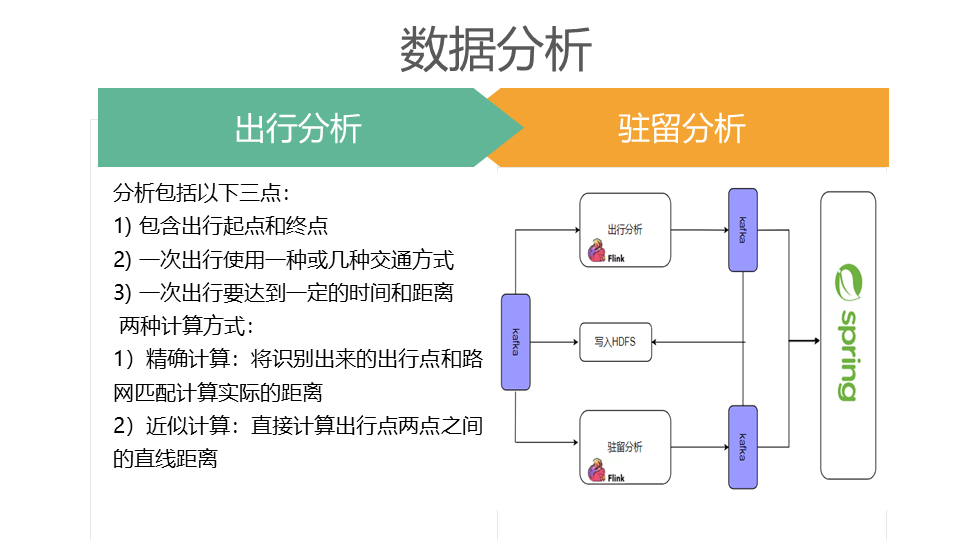 数据分析
出行分析
驻留分析
分析包括以下三点：
1) 包含出行起点和终点
2) 一次出行使用一种或几种交通方式
3) 一次出行要达到一定的时间和距离
两种计算方式：
1）精确计算：将识别出来的出行点和路
网匹配计算实际的距离
2）近似计算：直接计算出行点两点之间
的直线距离
kafka
出行分析
Flink
kafka
写入HDFS
驻留分析
Flink
kafka
spring